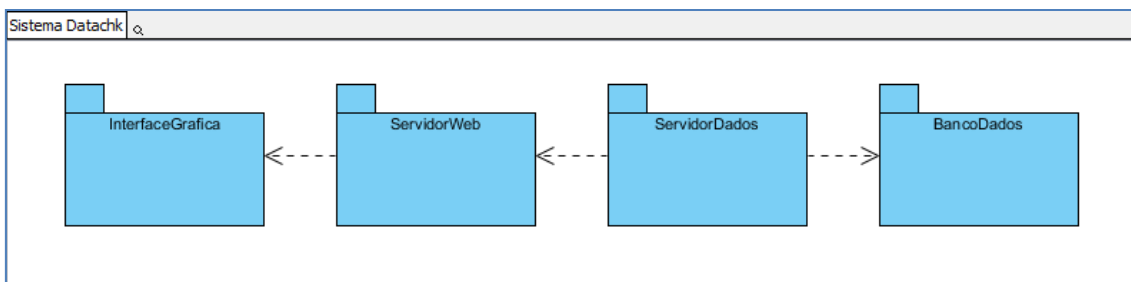 Sistema Datachk
InterfaceGrafica
ServidorWeb
ServidorDados
BancoDados